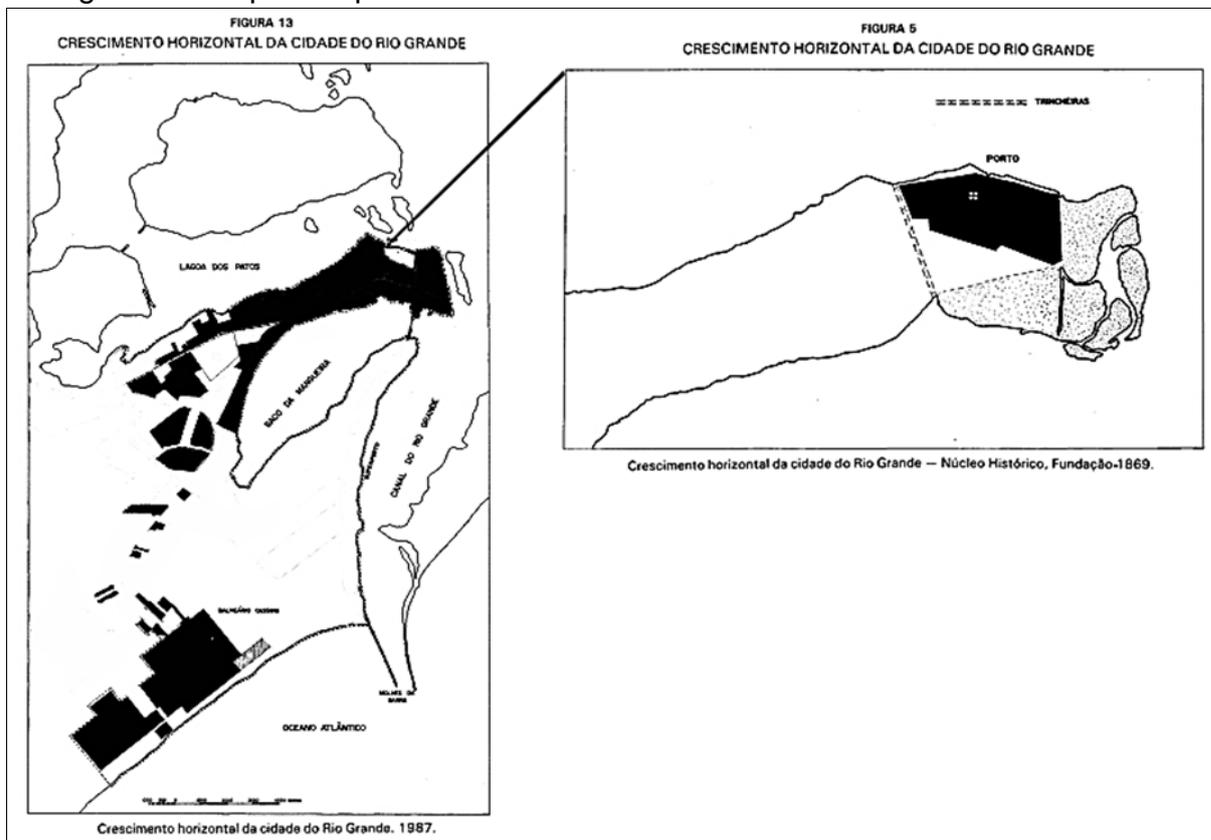 FIGURA 13
CRESCIMENTO HORIZONTAL DA CIDADE DO RIO GRANDE
LAGOA DOS PATOS
SACO DA MANGUEIRA
CANAL DO RIO GRANDE
BALNEÁRIO CASSINO
MOLHES DA
BARRA
OCEANO ATLÂNTICO
Crescimento horizontal da cidade do Rio Grande. 1987.
FIGURA 5
CRESCIMENTO HORIZONTAL DA CIDADE DO RIO GRANDE
TRINCHEIRAS
PORTO
Crescimento horizontal da cidade do Rio Grande — Núcleo Histórico, Fundação-1869.